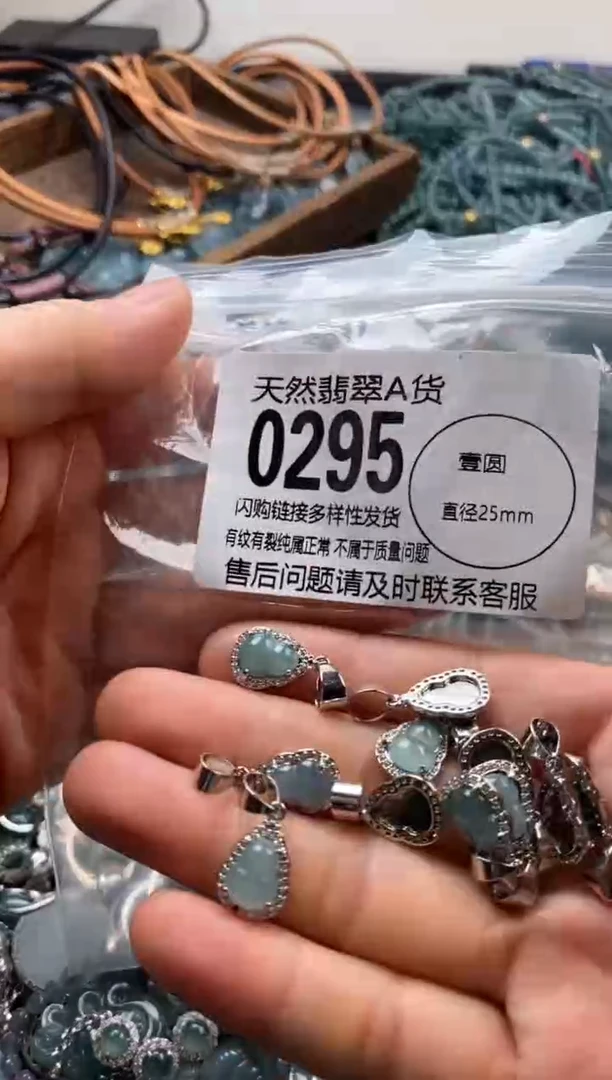 天然翡翠A货
0295
壹圆
直径25mm
闪购链接多样性发货
有纹有裂纯属正常 不属于质量问题
售后问题请及时联系客服